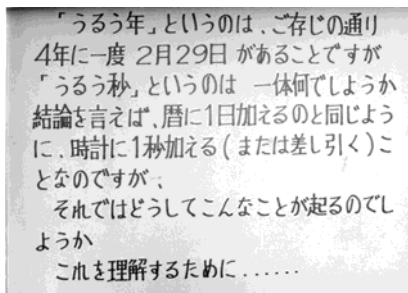 「うるう年」というのは、ご存じの通り
4年に一度 2月29日 があることですが
「うるう秒」というのは 一体何でしょうか
結論を言えば、暦に1日加えるのと同じよう
に、時計に1秒加える(または差し引く)こ
となのですが、
それではどうしてこんなことが起るのでし
ょうか
これを理解するために......